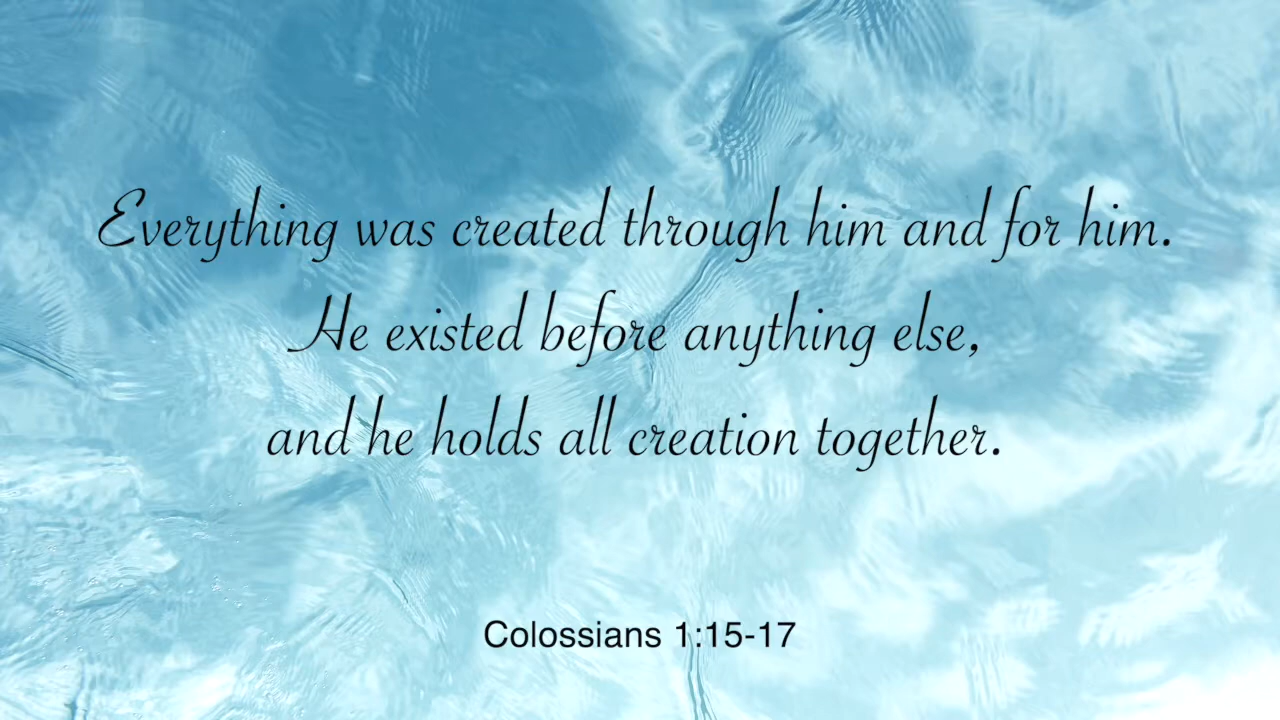 Everything was created through him and for him.
He existed before anything else,
and he holds all creation together.
Colossians 1:15-17